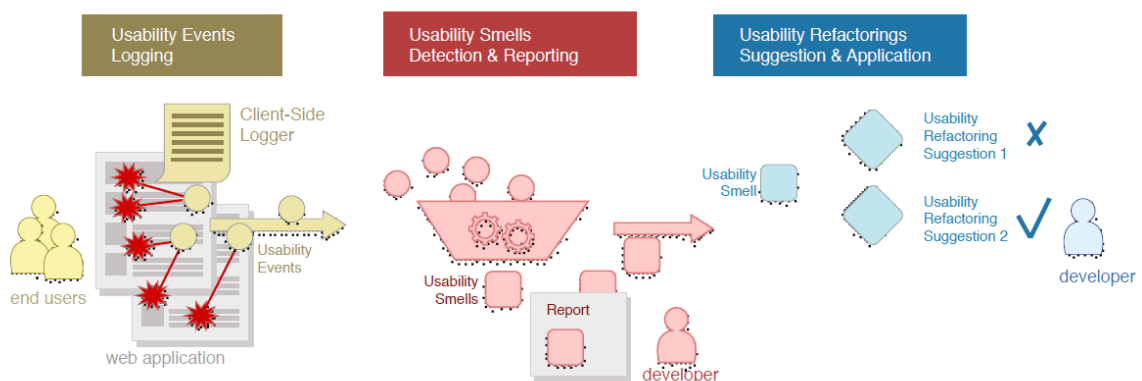 Usability Events
Logging
Usability Smells
Detection & Reporting
Usability Refactorings
Suggestion & Application
Client-Side
Logger
Usability
Events
end users
web application
Usability
Smells
Report
developer
Usability
Smell
Usability
Refactoring
Suggestion 1
Usability
Refactoring
Suggestion 2
developer